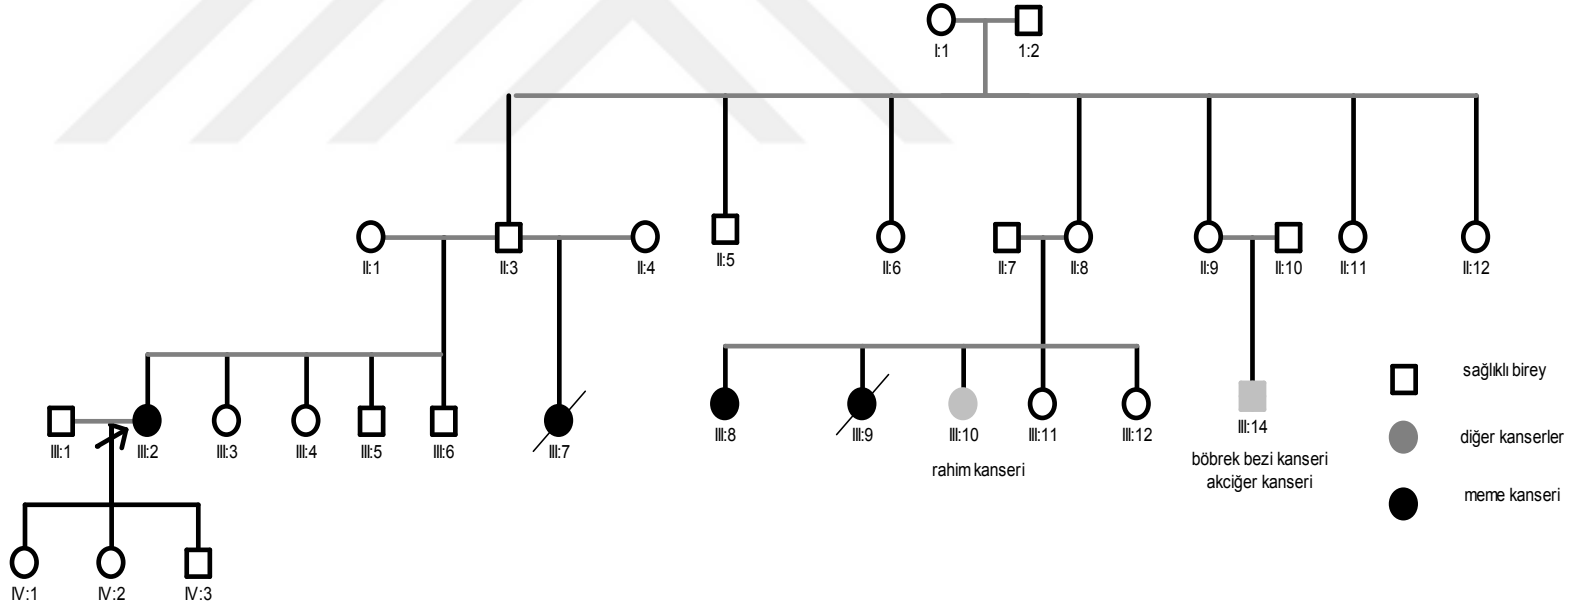 I:1 1:2
II:1 II:3 II:4 II:5 II:6 II:7 II:8 II:9 II:10 II:11 II:12
sağlıklı birey
III:1 III:2 III:3 III:4 III:5 III:6 III:7 III:8 III:9 III:10 III:11 III:12 III:14
diğer kanserler
rahim kanseri
böbrek bezi kanseri
akciğer kanseri
meme kanseri
IV:1 IV:2 IV:3